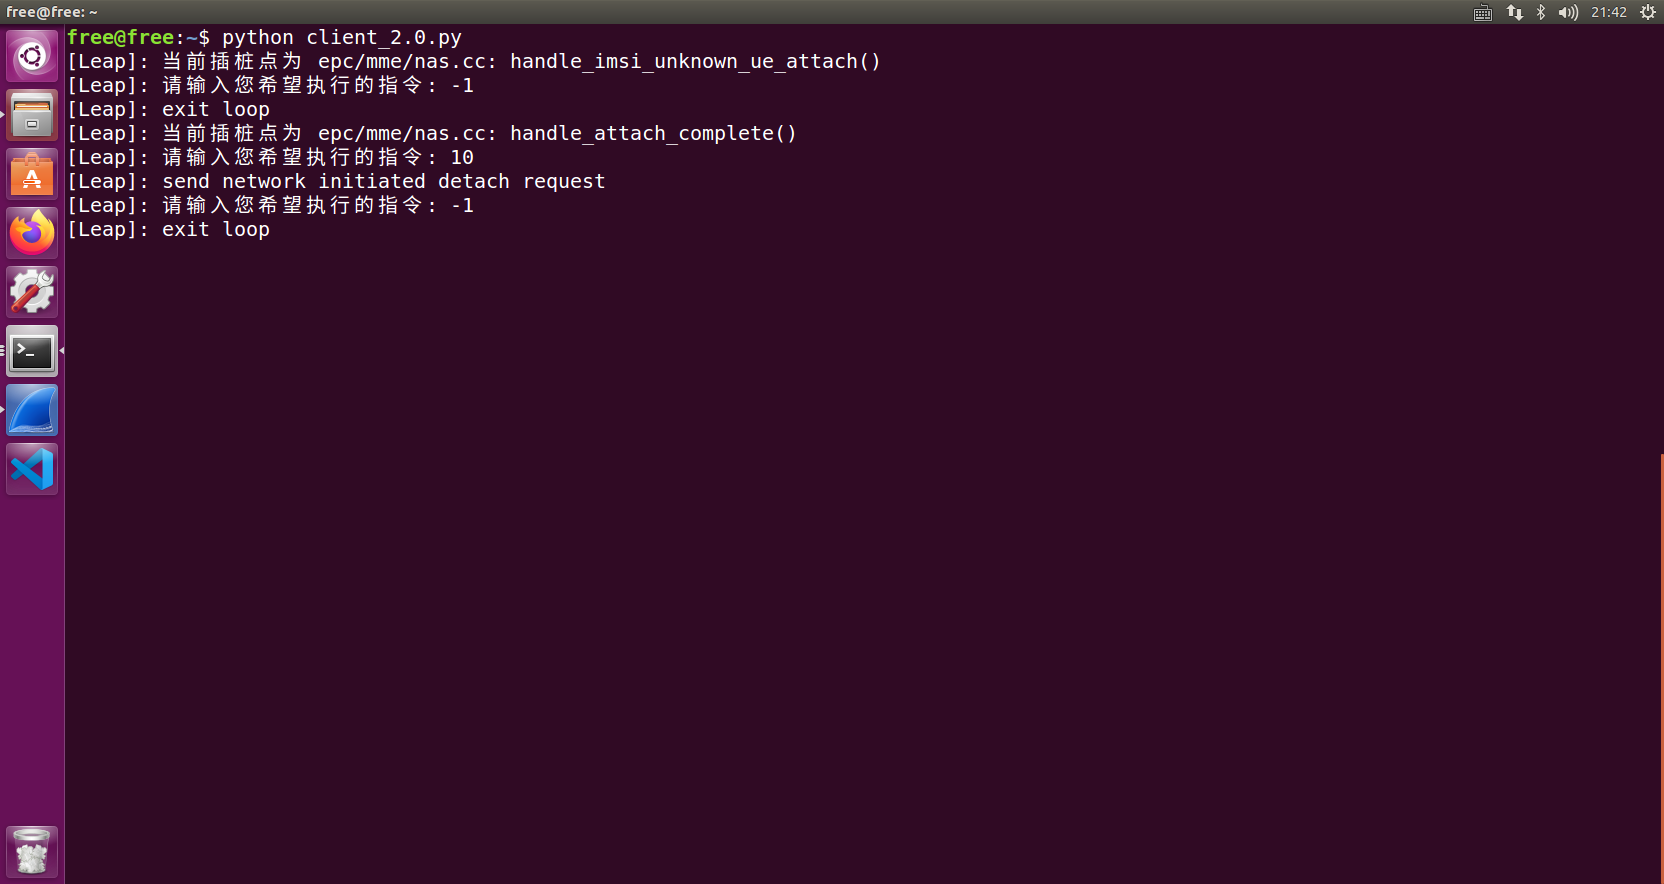 free@free: ~
21:42
free@free:~$ python client_2.0.py
[Leap]: 当前插桩点为 epc/mme/nas.cc: handle_imsi_unknown_ue_attach()
[Leap]: 请输入您希望执行的指令: -1
[Leap]: exit loop
[Leap]: 当前插桩点为 epc/mme/nas.cc: handle_attach_complete()
[Leap]: 请输入您希望执行的指令: 10
[Leap]: send network initiated detach request
[Leap]: 请输入您希望执行的指令: -1
[Leap]: exit loop